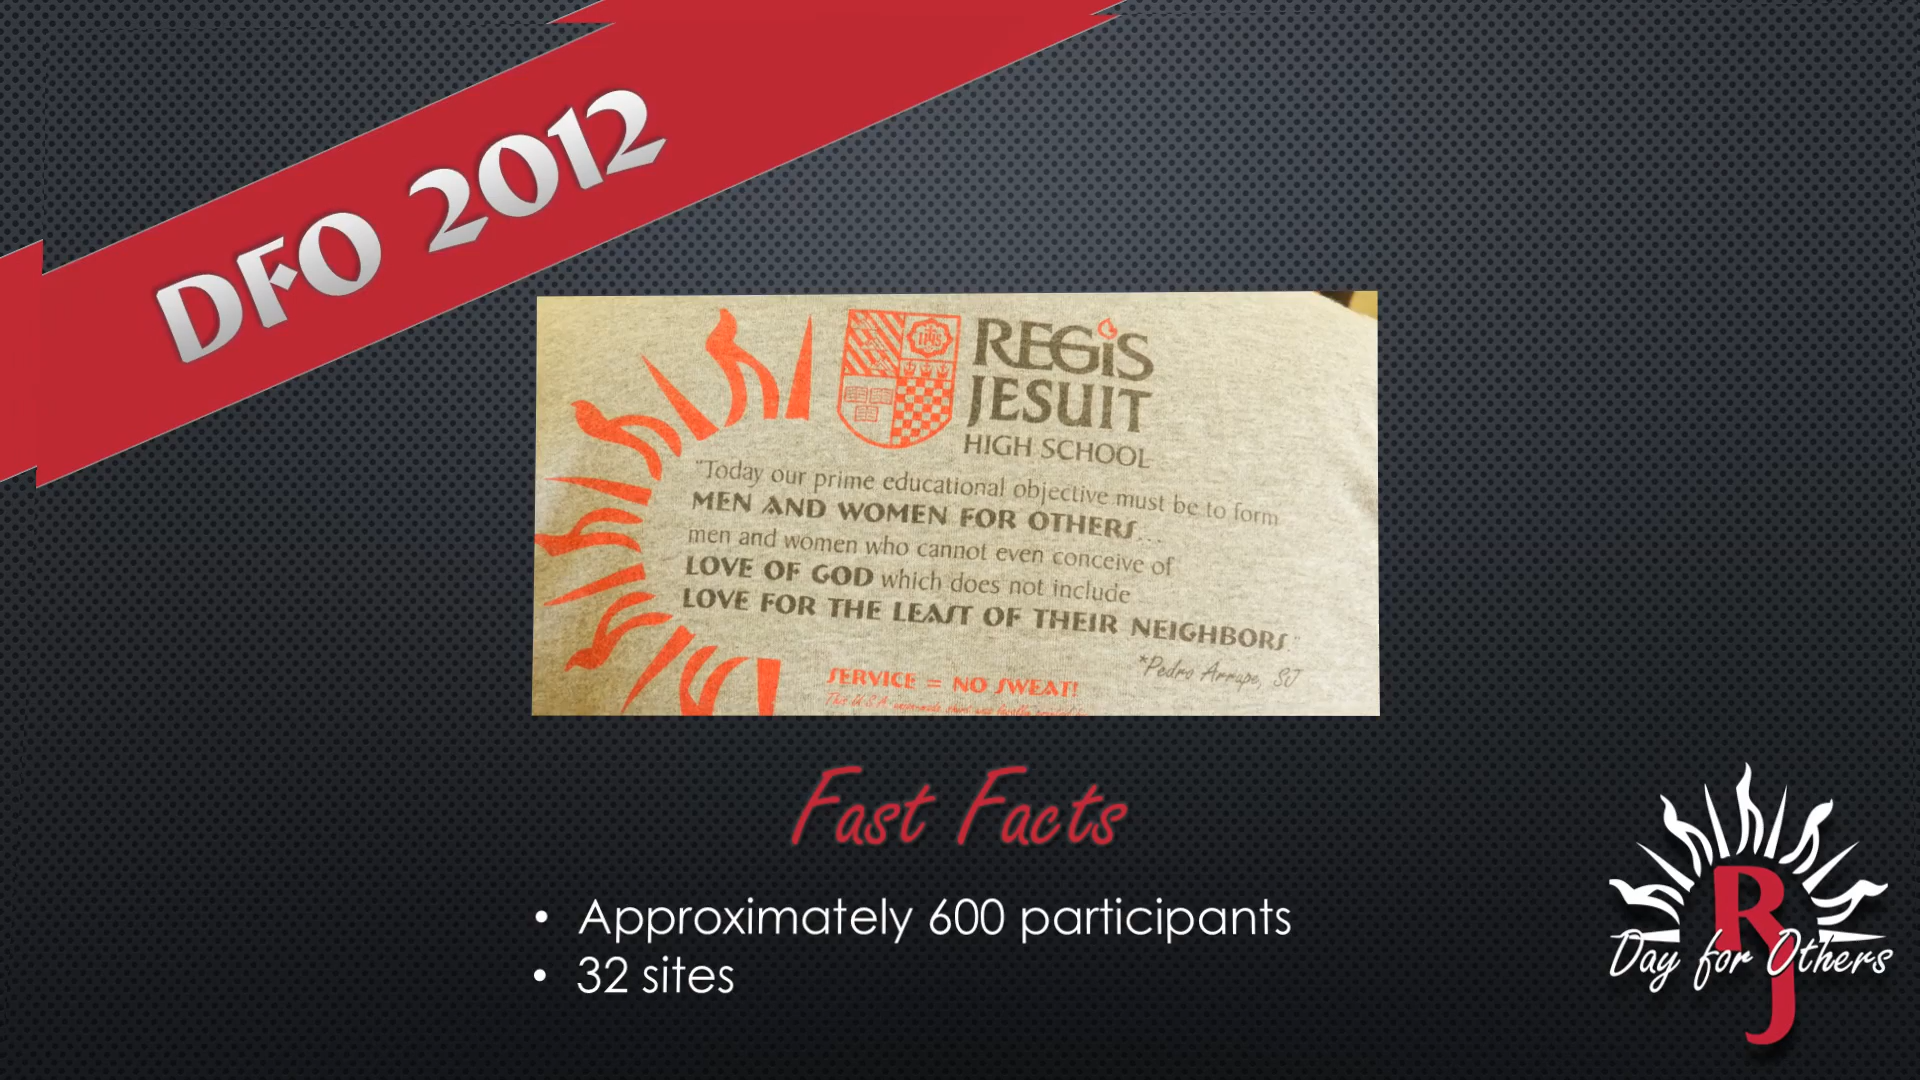 DFO 2012
IHS
REGIS
JESUIT
HIGH SCHOOL
"Today our prime educational objective must be to form
MEN AND WOMEN FOR OTHERS...
men and women who cannot even conceive of
LOVE OF GOD which does not include
LOVE FOR THE LEAST OF THEIR NEIGHBORS."
*Pedro Arrupe, SJ
SERVICE = NO SWEAT!
This U.S.A.
Fast Facts
• Approximately 600 participants
• 32 sites
RJ
Day for Others